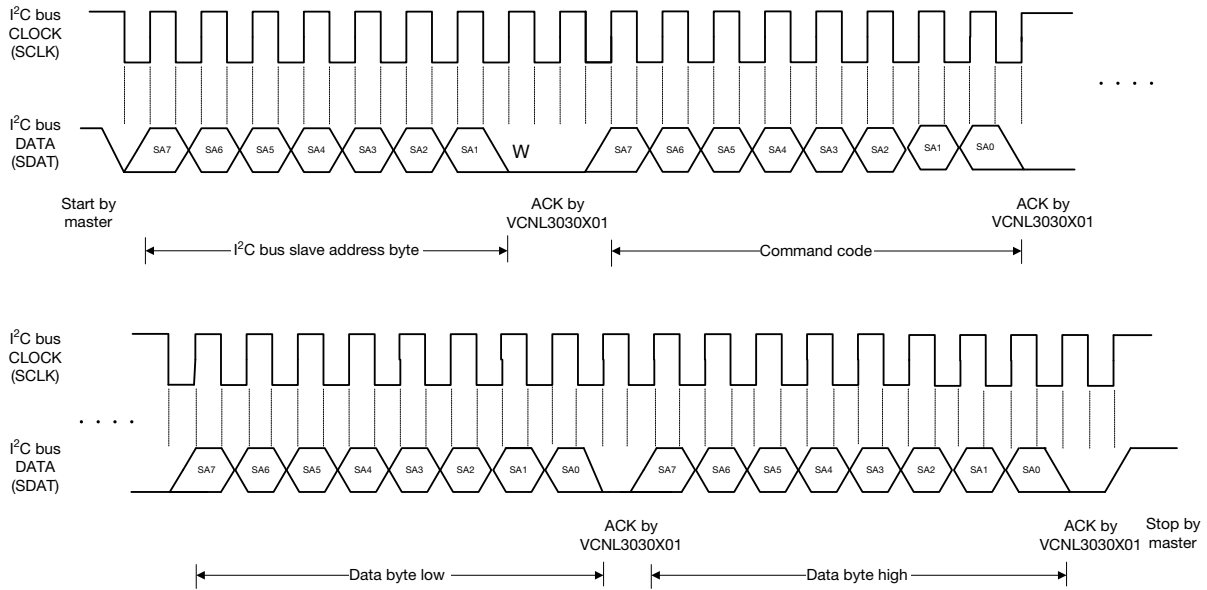 I²C bus
CLOCK
(SCLK)
. . . .
I²C bus
DATA
(SDAT)
SA7 SA6 SA5 SA4 SA3 SA2 SA1 W SA7 SA6 SA5 SA4 SA3 SA2 SA1 SA0
Start by
master
ACK by
VCNL3030X01
ACK by
VCNL3030X01
I²C bus slave address byte
Command code
I²C bus
CLOCK
(SCLK)
. . . .
I²C bus
DATA
(SDAT)
SA7 SA6 SA5 SA4 SA3 SA2 SA1 SA0 SA7 SA6 SA5 SA4 SA3 SA2 SA1 SA0
ACK by
VCNL3030X01
ACK by
VCNL3030X01
Stop by
master
Data byte low
Data byte high